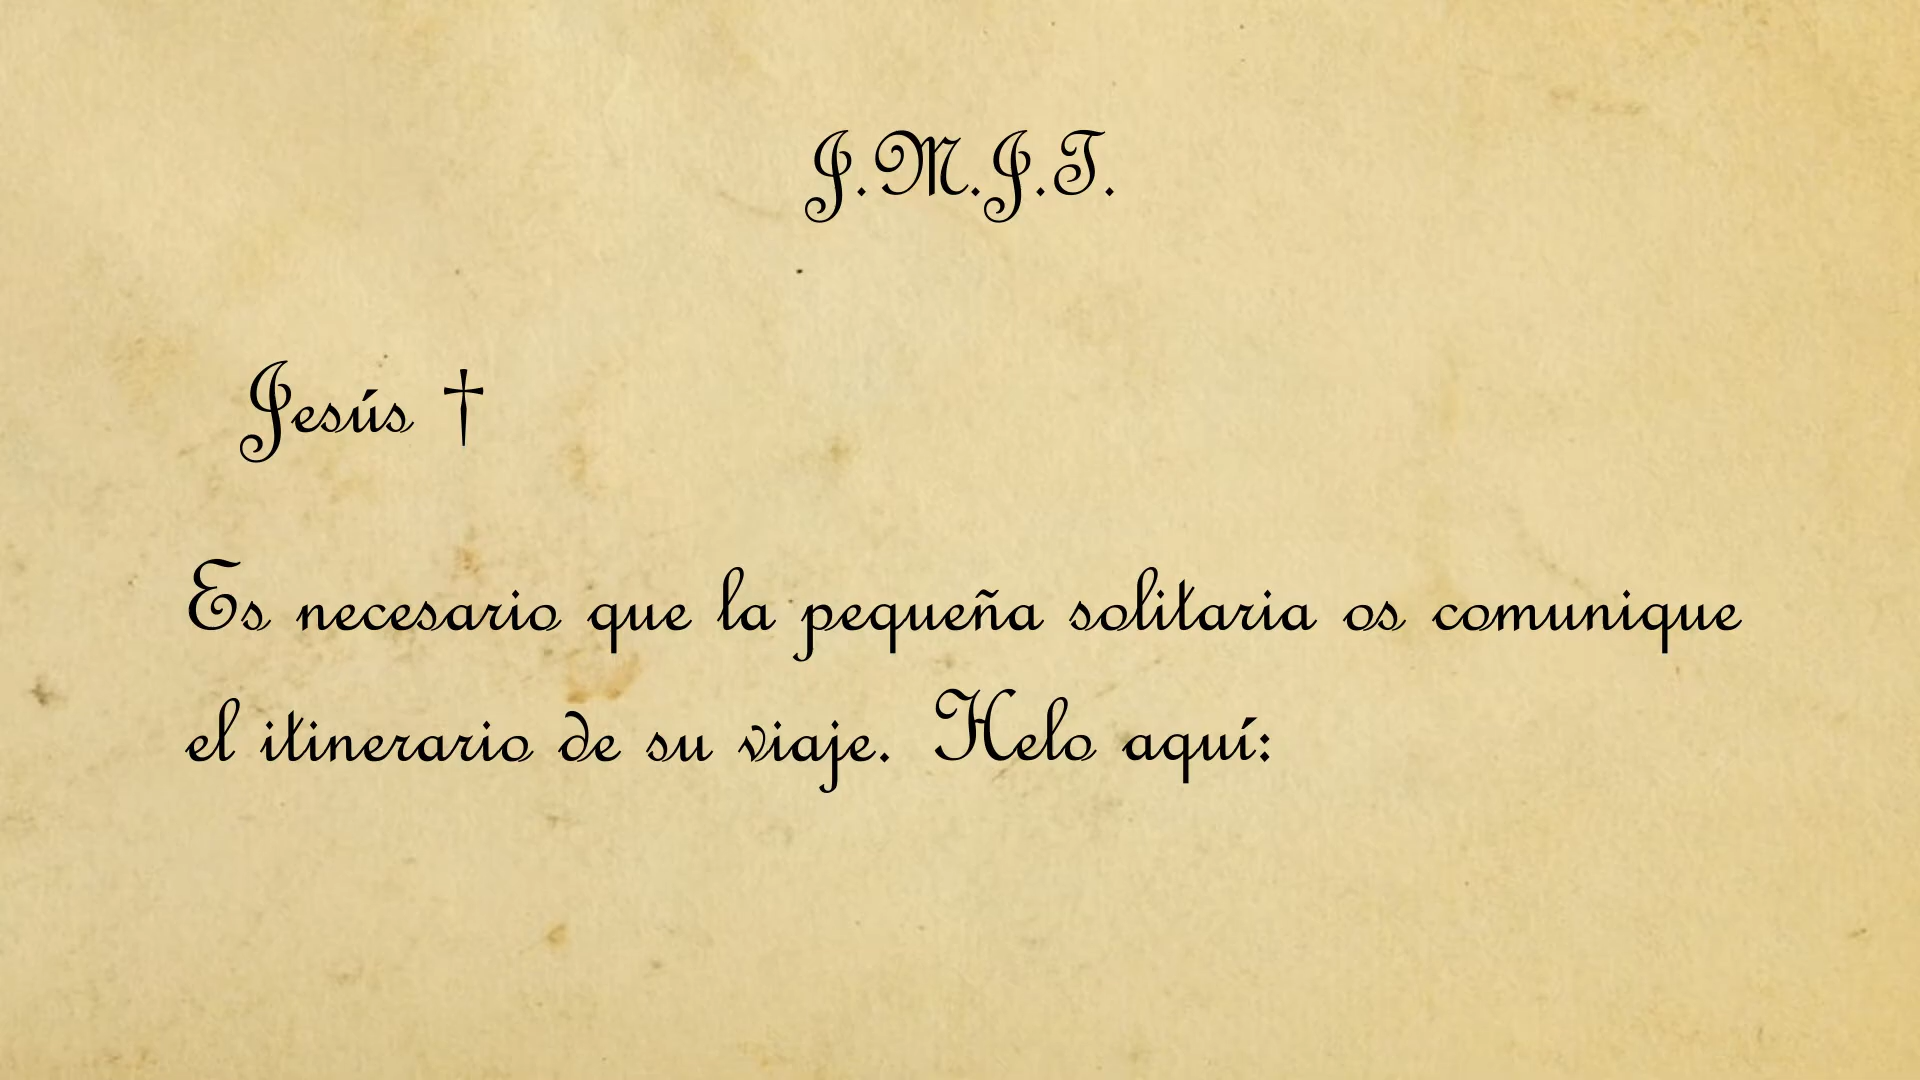 J.M.J.T.
Jesús †
Es necesario que la pequeña solitaria os comunique
el itinerario de su viaje. Helo aquí: